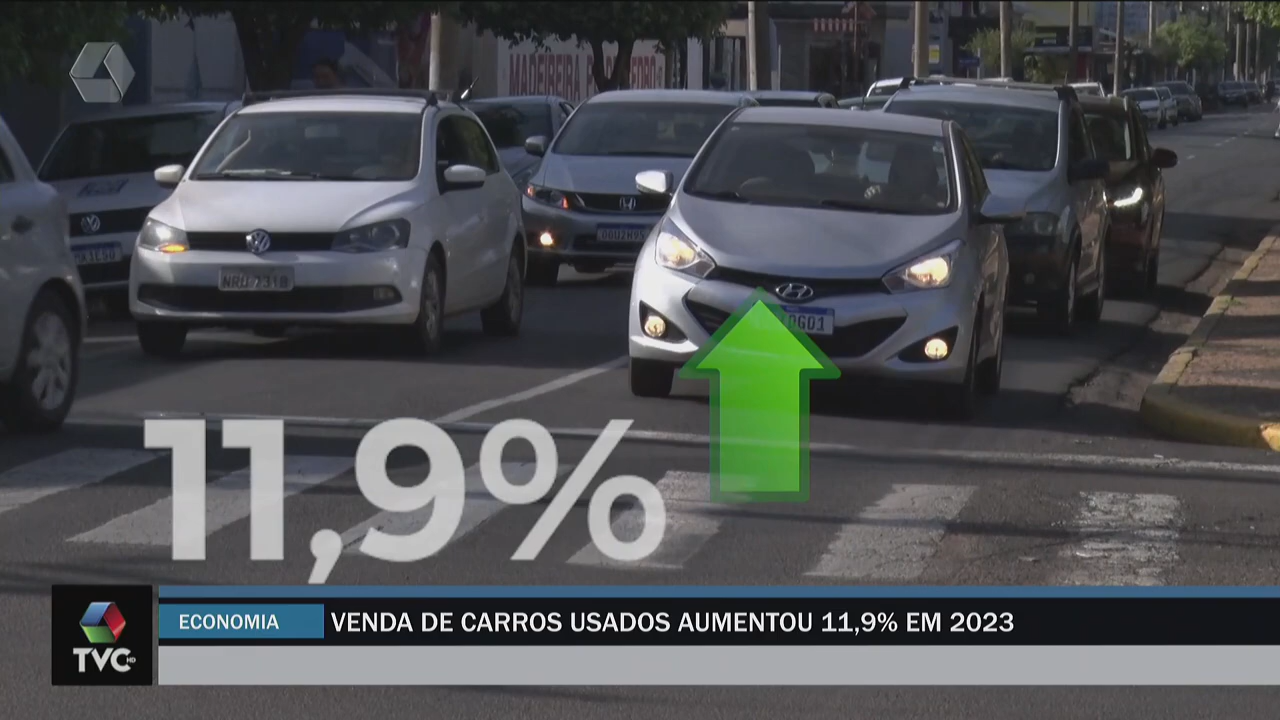 MADEIREIRA
NRU 7318
11,9%
TVC HD
ECONOMIA
VENDA DE CARROS USADOS AUMENTOU 11,9% EM 2023